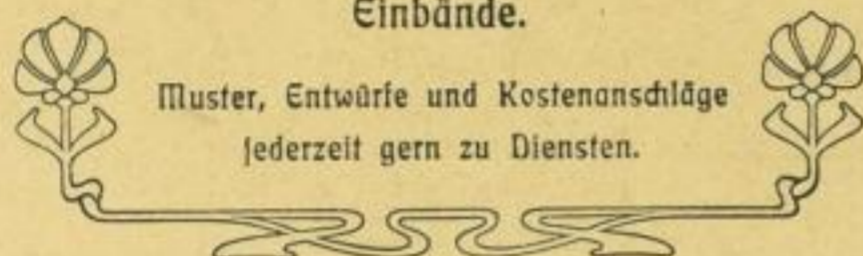 Einbände.
Muster, Entwürfe und Kostenanschläge
jederzeit gern zu Diensten.